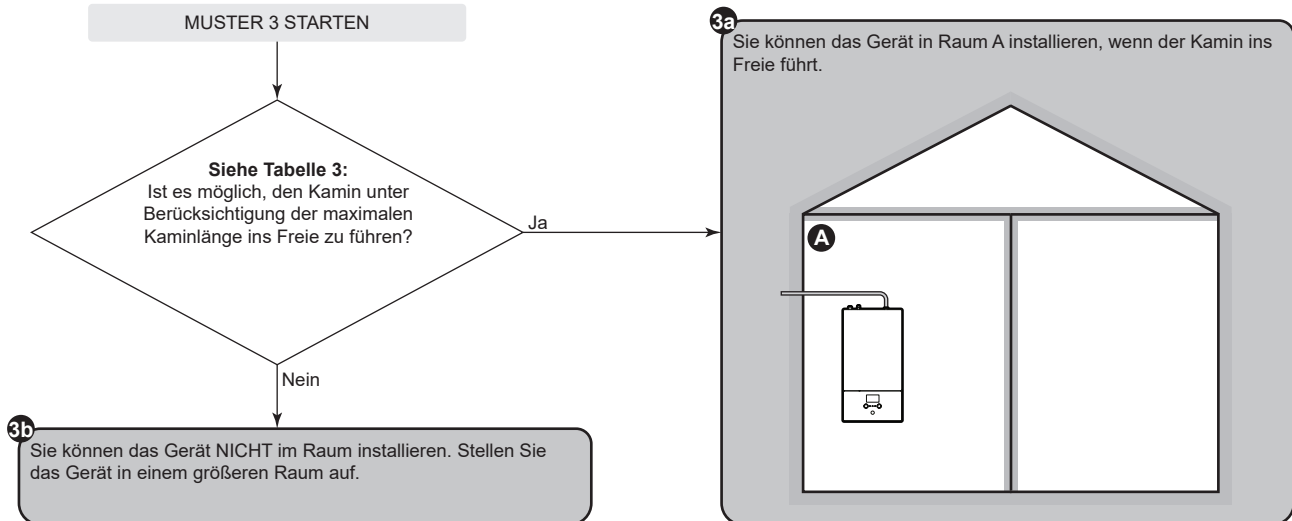 MUSTER 3 STARTEN
Siehe Tabelle 3:
Ist es möglich, den Kamin unter
Berücksichtigung der maximalen
Kaminlänge ins Freie zu führen?
Ja
Nein
3b
Sie können das Gerät NICHT im Raum installieren. Stellen Sie
das Gerät in einem größeren Raum auf.
3a
Sie können das Gerät in Raum A installieren, wenn der Kamin ins
Freie führt.
A